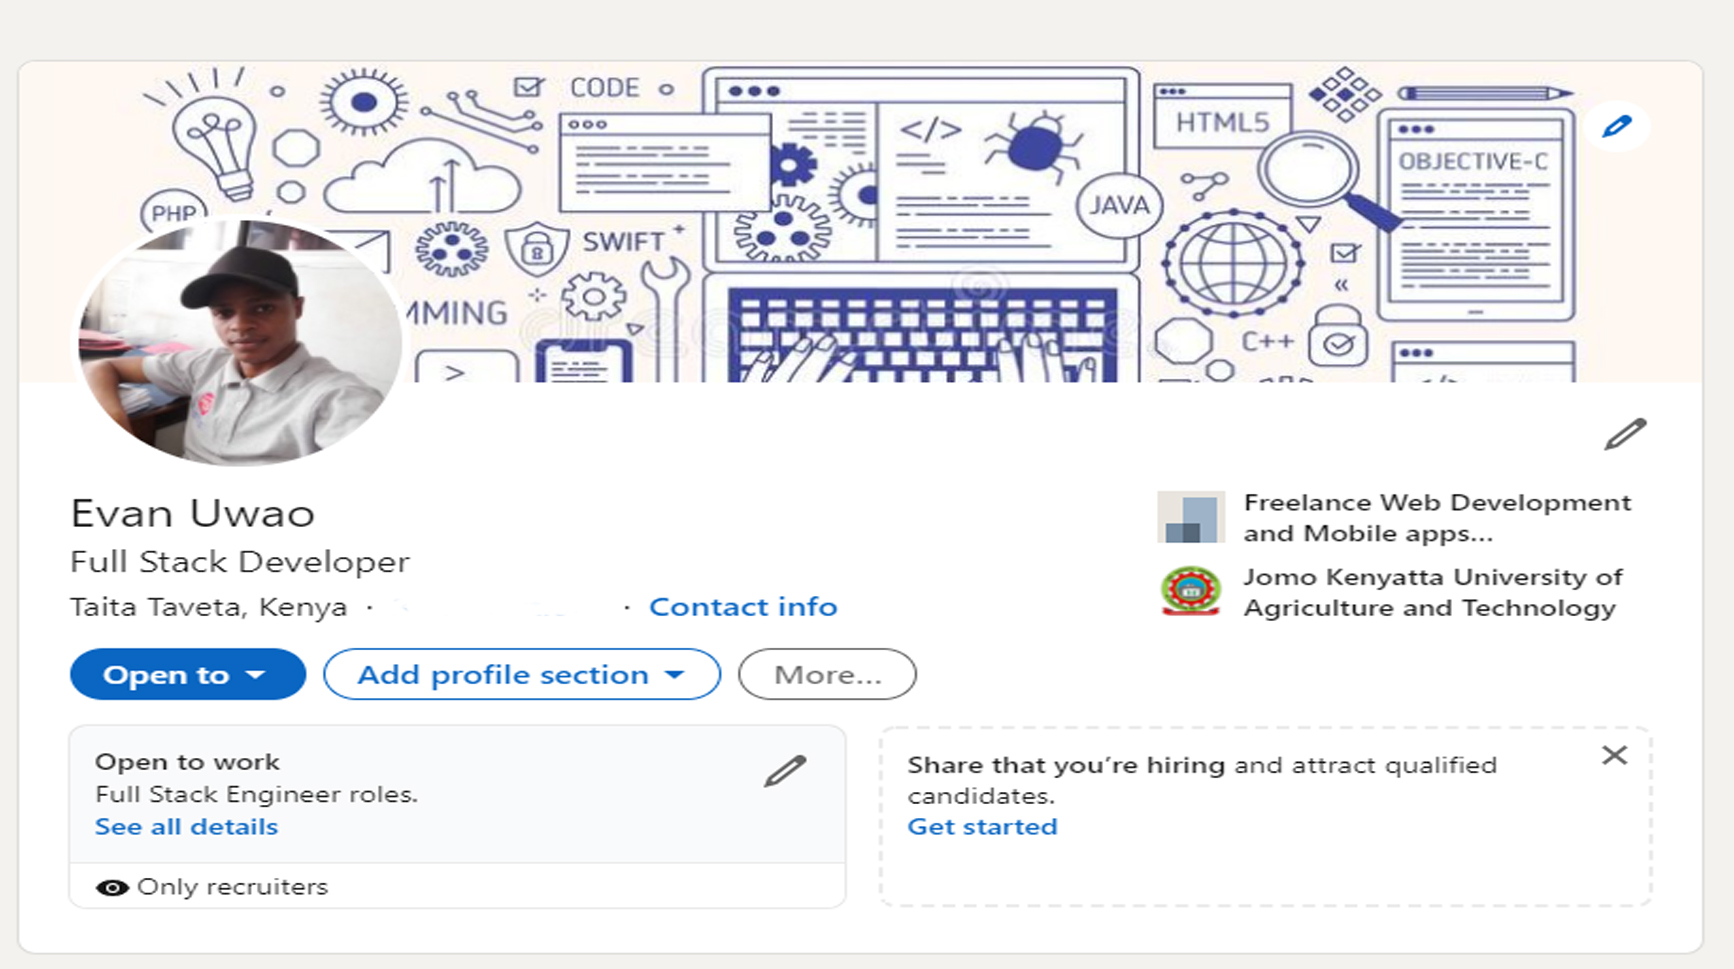 CODE
HTML5
</>
OBJECTIVE-C
PHP
JAVA
SWIFT
MMING
C++
>
Evan Uwao
Full Stack Developer
Taita Taveta, Kenya · · Contact info
Freelance Web Development
and Mobile apps...
Jomo Kenyatta University of
Agriculture and Technology
Open to
Add profile section
More...
Open to work
Full Stack Engineer roles.
See all details
Only recruiters
Share that you’re hiring and attract qualified
candidates.
Get started